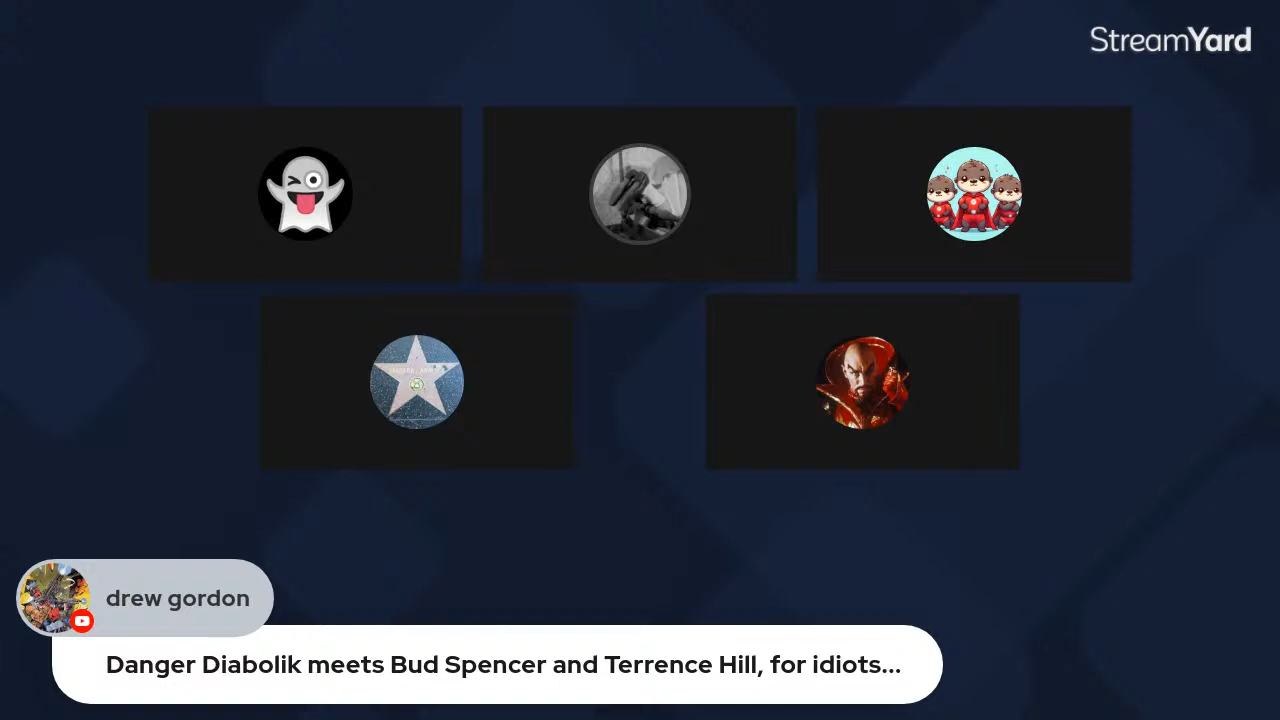 StreamYard
drew gordon
Danger Diabolik meets Bud Spencer and Terrence Hill, for idiots...